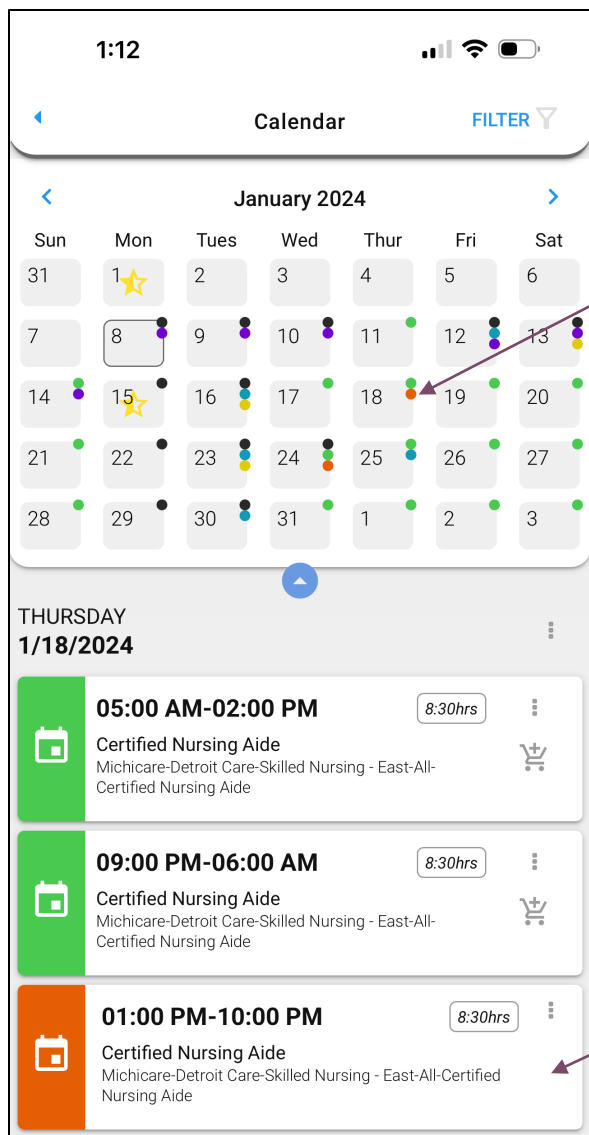 1:12
Calendar
FILTER
January 2024
Sun Mon Tues Wed Thur Fri Sat
31 1 2 3 4 5 6
7 8 9 10 11 12 13
14 15 16 17 18 19 20
21 22 23 24 25 26 27
28 29 30 31 1 2 3
THURSDAY
1/18/2024
05:00 AM-02:00 PM 8:30hrs
Certified Nursing Aide
Michicare-Detroit Care-Skilled Nursing - East-All-
Certified Nursing Aide
09:00 PM-06:00 AM 8:30hrs
Certified Nursing Aide
Michicare-Detroit Care-Skilled Nursing - East-All-
Certified Nursing Aide
01:00 PM-10:00 PM 8:30hrs
Certified Nursing Aide
Michicare-Detroit Care-Skilled Nursing - East-All-Certified
Nursing Aide